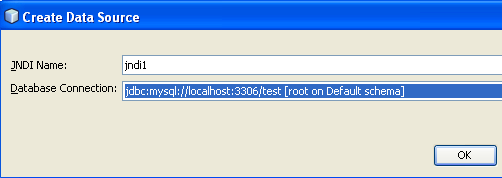 Create Data Source
JNDI Name:
jndi1
Database Connection:
jdbc:mysql://localhost:3306/test [root on Default schema]
OK